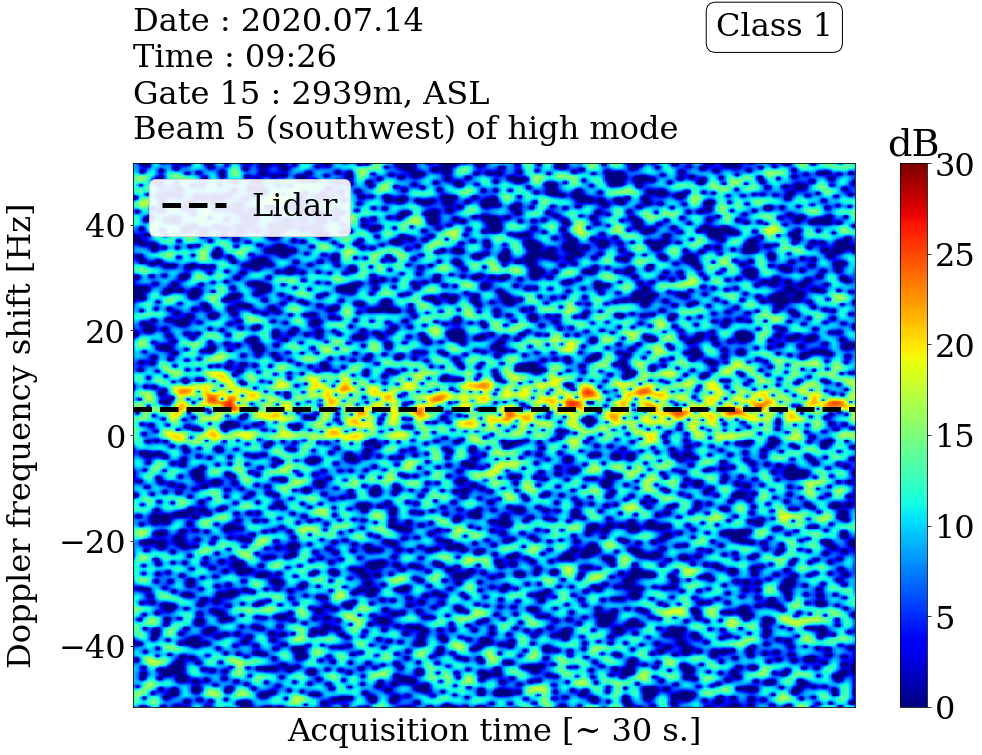 Date : 2020.07.14
Time : 09:26
Gate 15 : 2939m, ASL
Beam 5 (southwest) of high mode
Class 1
dB
Lidar
Doppler frequency shift [Hz]
40
20
0
−20
−40
Acquisition time [~ 30 s.]
30
25
20
15
10
5
0